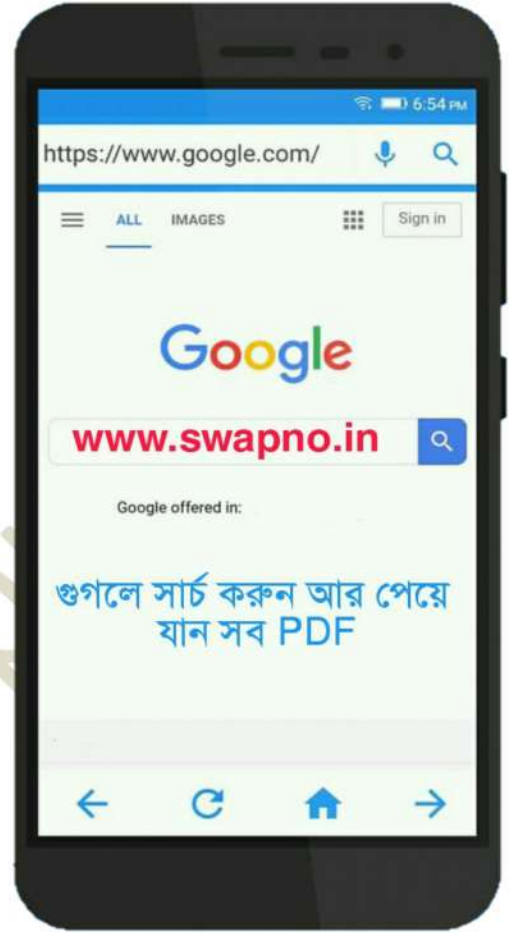 6:54 PM
https://www.google.com/
ALL IMAGES Sign in
Google
www.swapno.in
Google offered in:
গুগলে সার্চ করুন আর পেয়ে
যান সব PDF